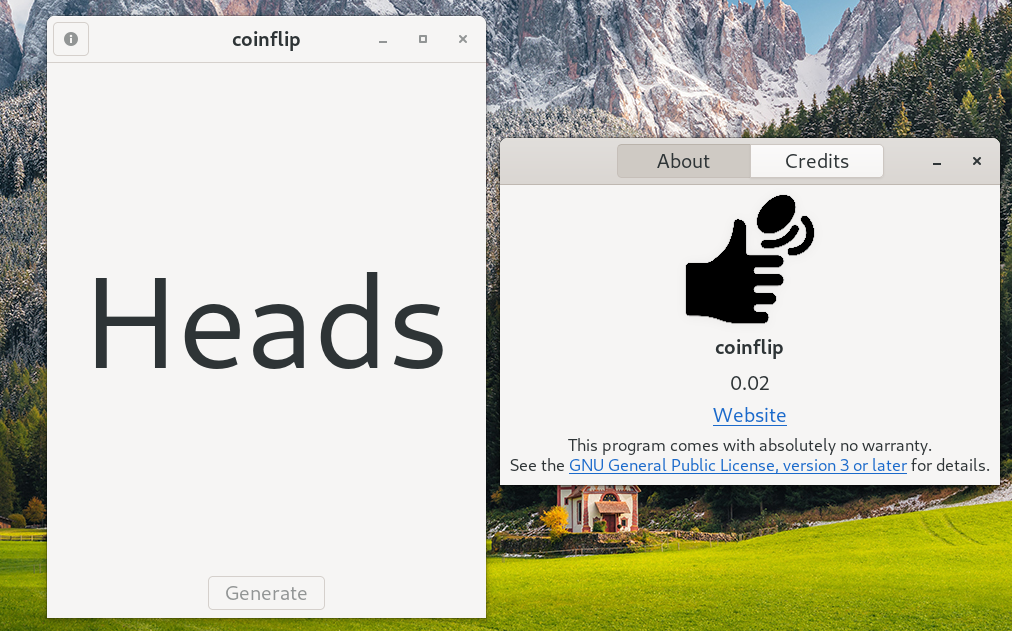 coinflip
Heads
Generate
About
Credits
coinflip
0.02
Website
This program comes with absolutely no warranty.
See the GNU General Public License, version 3 or later for details.